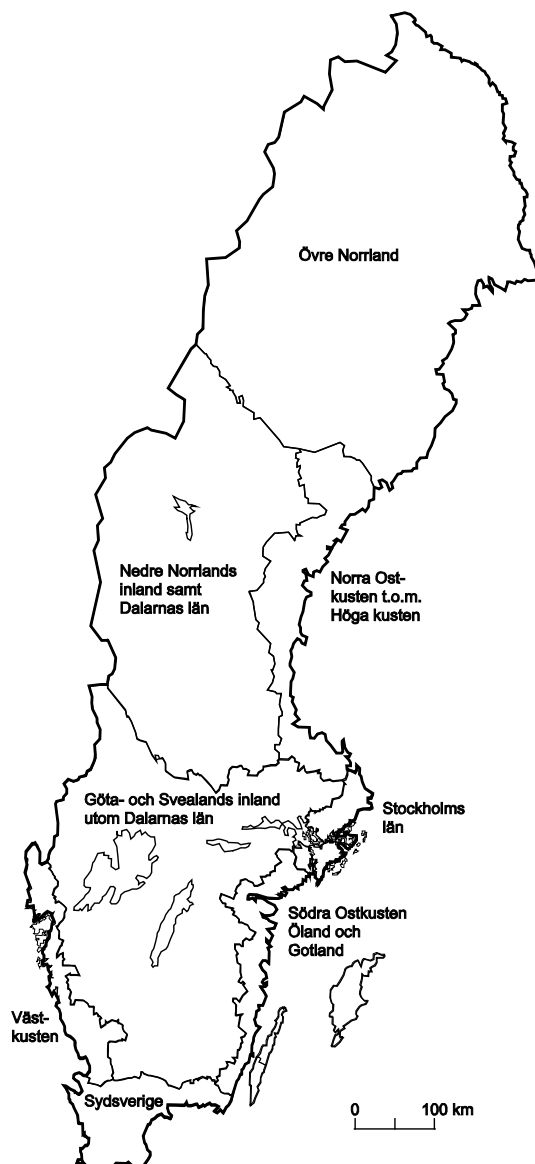 Övre Norrland
Nedre Norrlands
inland samt
Dalarnas län
Norra Ost-
kusten t.o.m.
Höga kusten
Göta- och Svealands inland
utom Dalarnas län
Stockholms
län
Södra Ostkusten
Öland och
Gotland
Väst-
kusten
Sydsverige
0 100 km